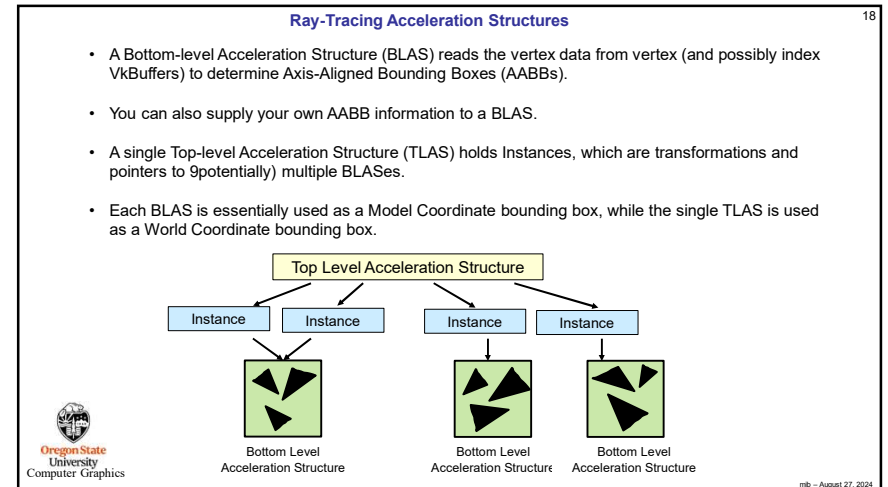 Ray-Tracing Acceleration Structures
18
• A Bottom-level Acceleration Structure (BLAS) reads the vertex data from vertex (and possibly index
VkBuffers) to determine Axis-Aligned Bounding Boxes (AABBs).
• You can also supply your own AABB information to a BLAS.
• A single Top-level Acceleration Structure (TLAS) holds Instances, which are transformations and
pointers to 9potentially) multiple BLASes.
• Each BLAS is essentially used as a Model Coordinate bounding box, while the single TLAS is used
as a World Coordinate bounding box.
Top Level Acceleration Structure
Instance
Instance
Instance
Instance
Bottom Level
Acceleration Structure
Bottom Level
Acceleration Structure
Bottom Level
Acceleration Structure
Oregon State
University
Computer Graphics
mjb – August 27, 2024